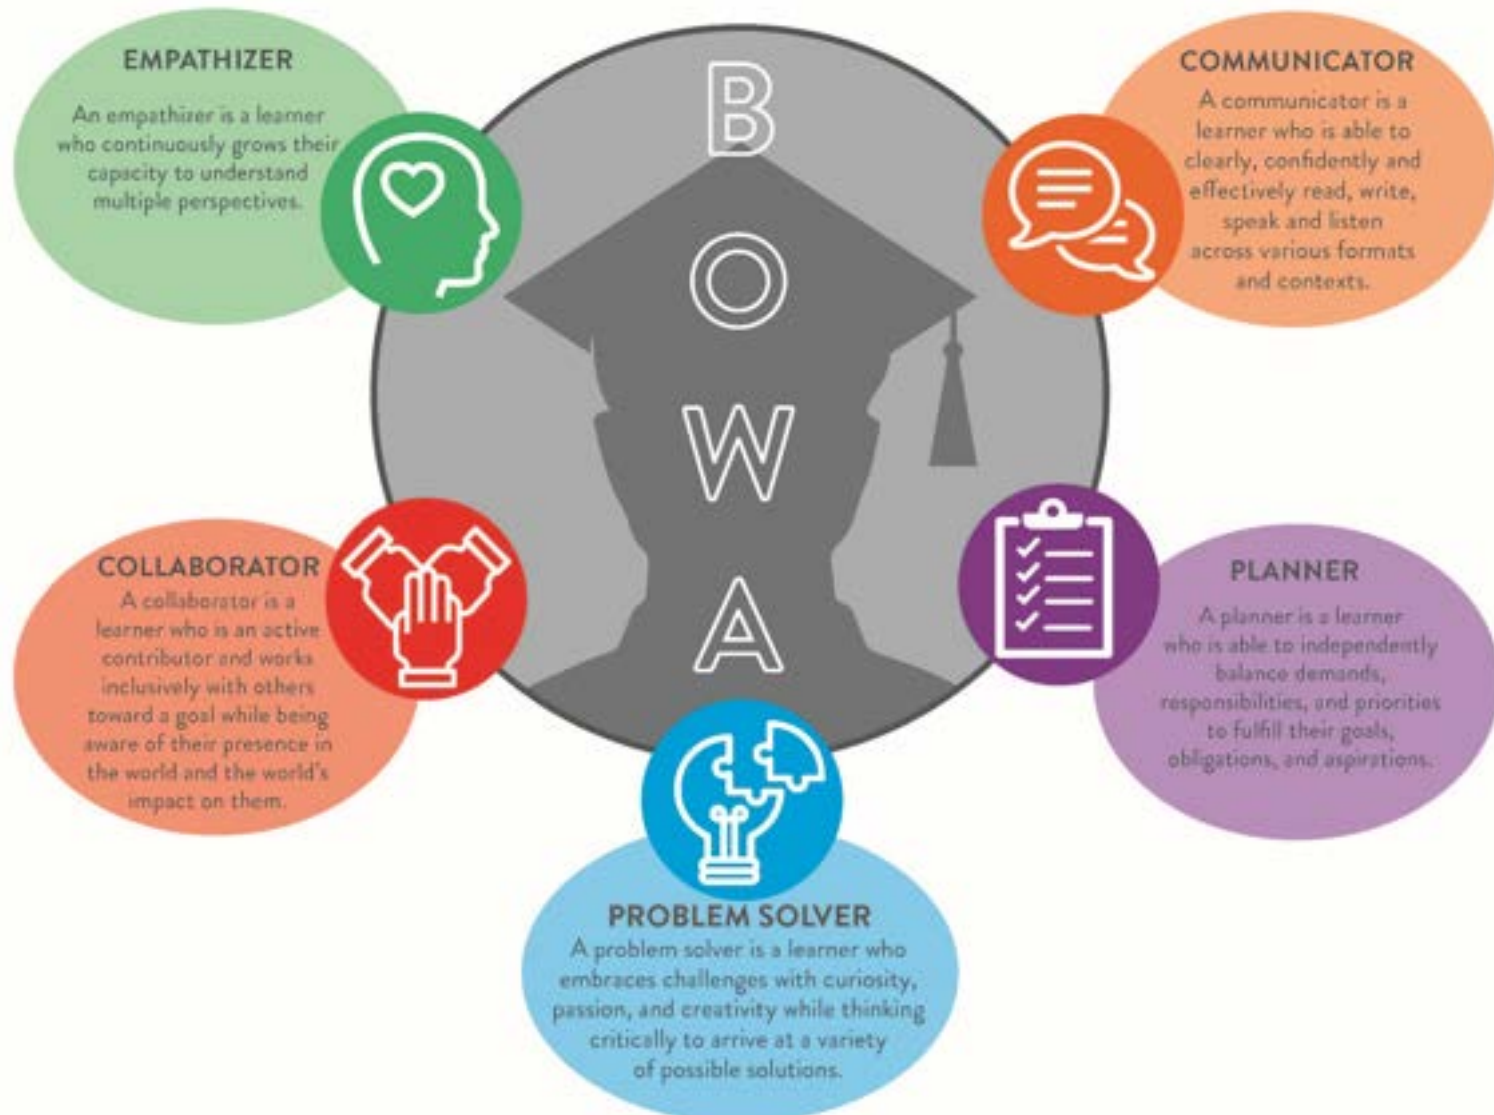 EMPATHIZER
An empathizer is a learner
who continuously grows their
capacity to understand
multiple perspectives.
B
O
W
A
COMMUNICATOR
A communicator is a
learner who is able to
clearly, confidently and
effectively read, write,
speak and listen
across various formats
and contexts.
COLLABORATOR
A collaborator is a
learner who is an active
contributor and works
inclusively with others
toward a goal while being
aware of their presence in
the world and the world's
impact on them.
PLANNER
A planner is a learner
who is able to independently
balance demands,
responsibilities, and priorities
to fulfill their goals,
obligations, and aspirations.
PROBLEM SOLVER
A problem solver is a learner who
embraces challenges with curiosity,
passion, and creativity while thinking
critically to arrive at a variety
of possible solutions.